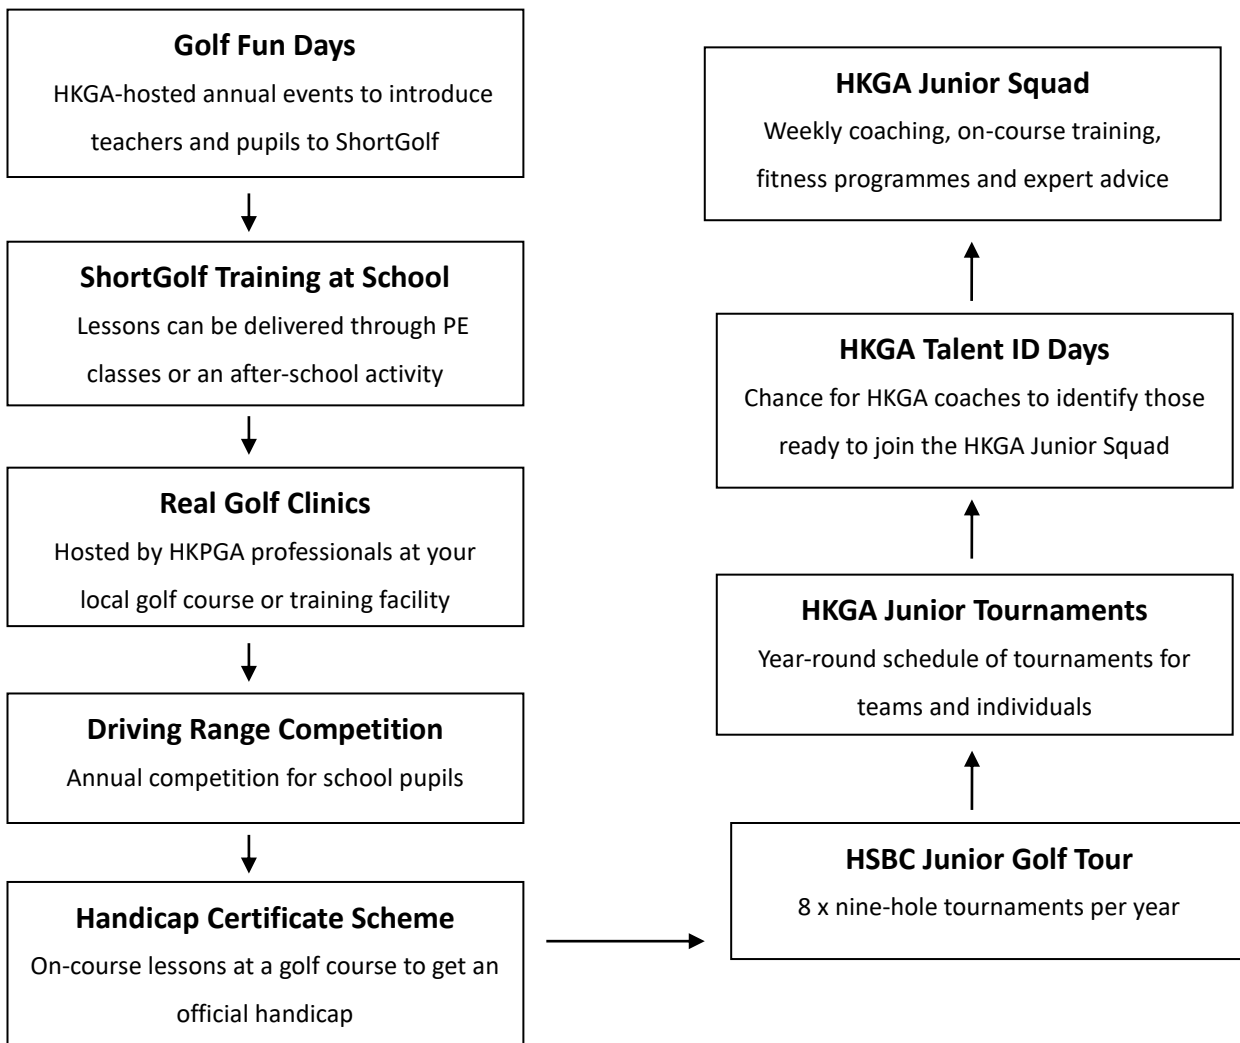 Golf Fun Days
HKGA-hosted annual events to introduce
teachers and pupils to ShortGolf
ShortGolf Training at School
Lessons can be delivered through PE
classes or an after-school activity
Real Golf Clinics
Hosted by HKPGA professionals at your
local golf course or training facility
Driving Range Competition
Annual competition for school pupils
Handicap Certificate Scheme
On-course lessons at a golf course to get an
official handicap
HSBC Junior Golf Tour
8 x nine-hole tournaments per year
HKGA Junior Tournaments
Year-round schedule of tournaments for
teams and individuals
HKGA Talent ID Days
Chance for HKGA coaches to identify those
ready to join the HKGA Junior Squad
HKGA Junior Squad
Weekly coaching, on-course training,
fitness programmes and expert advice